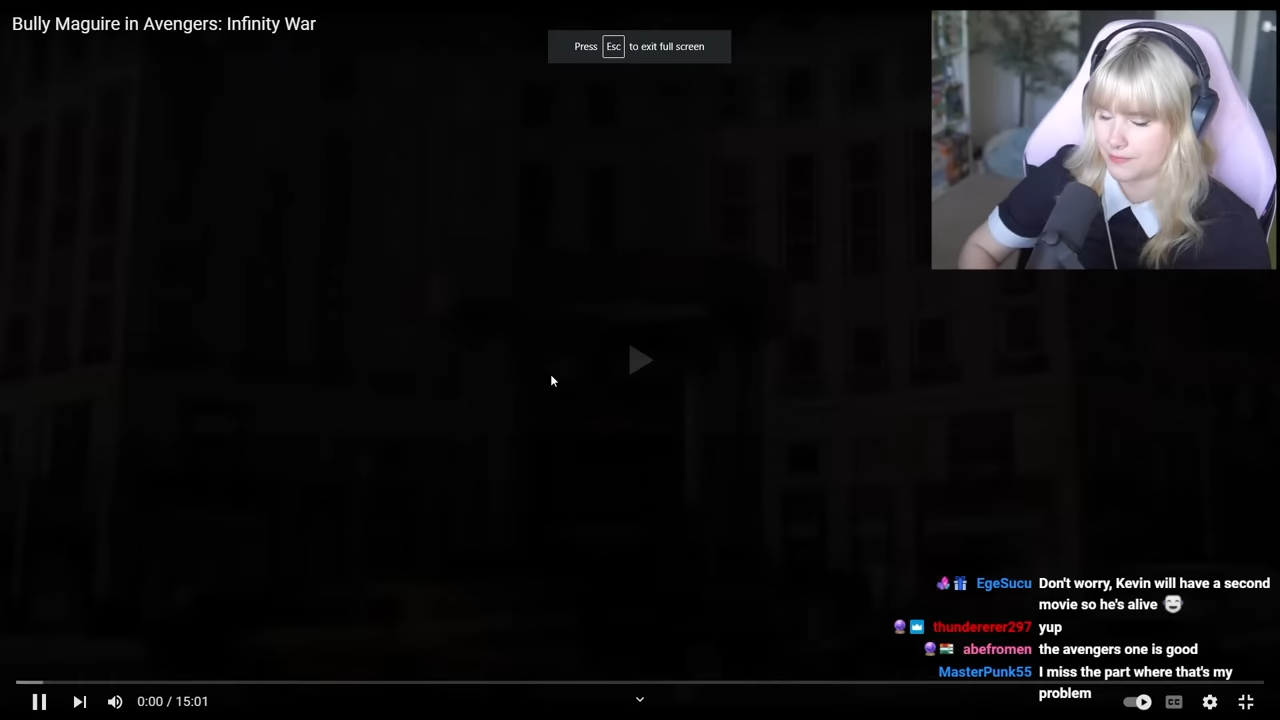 Bully Maguire in Avengers: Infinity War
Press Esc to exit full screen
EgeSucu Don't worry, Kevin will have a second
movie so he's alive
thundererer297 yup
abefromen the avengers one is good
MasterPunk55 I miss the part where that's my
problem
0:00 / 15:01
CC